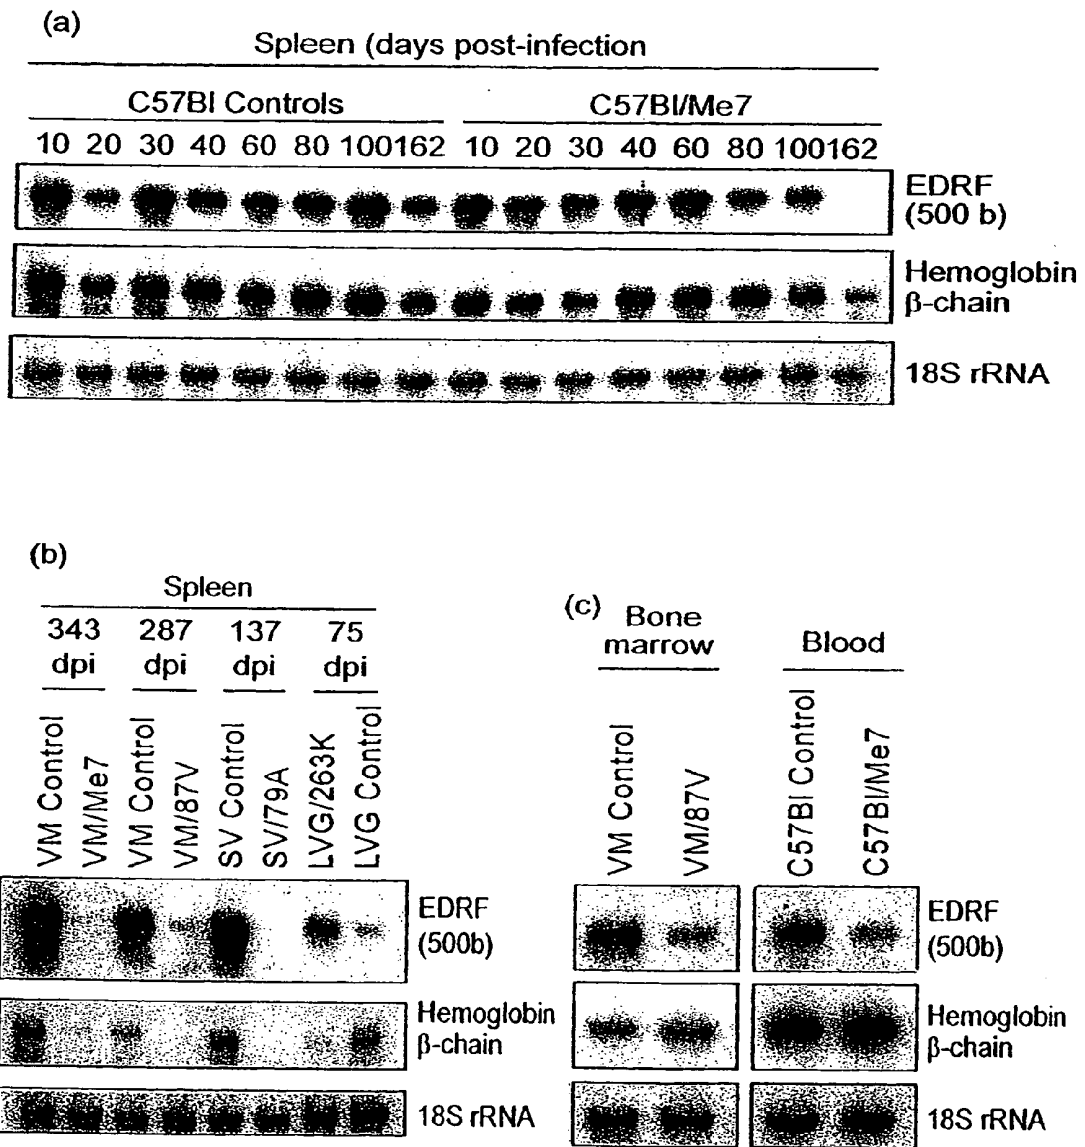 (a)
Spleen (days post-infection
C57Bl Controls C57Bl/Me7
10 20 30 40 60 80 100162 10 20 30 40 60 80 100162
EDRF
(500 b)
Hemoglobin
β-chain
18S rRNA
(b)
Spleen
343 287 137 75
dpi dpi dpi dpi
VM Control
VM/Me7
VM Control
VM/87V
SV Control
SV/79A
LVG/263K
LVG Control
EDRF
(500b)
Hemoglobin
β-chain
18S rRNA
(c)
Bone
marrow
Blood
VM Control
VM/87V
C57Bl Control
C57Bl/Me7
EDRF
(500b)
Hemoglobin
β-chain
18S rRNA